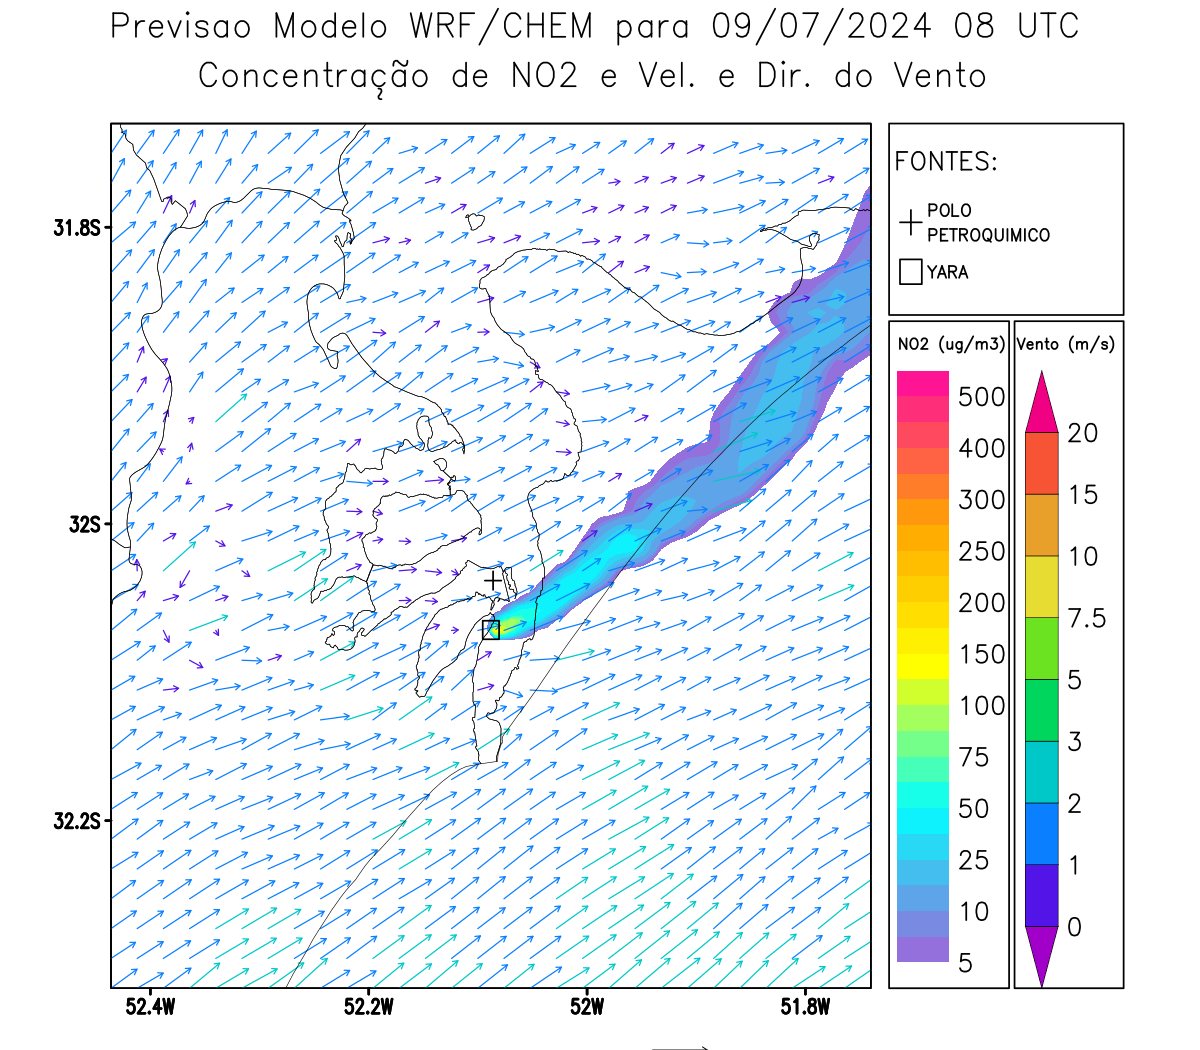 Previsao Modelo WRF/CHEM para 09/07/2024 08 UTC
Concentração de NO2 e Vel. e Dir. do Vento
FONTES:
POLO
PETROQUIMICO
YARA
31.8S
32S
32.2S
52.4W
52.2W
52W
51.8W
NO2 (ug/m3)
500
400
300
250
200
150
100
75
50
25
10
5
Vento (m/s)
20
15
10
7.5
5
3
2
1
0